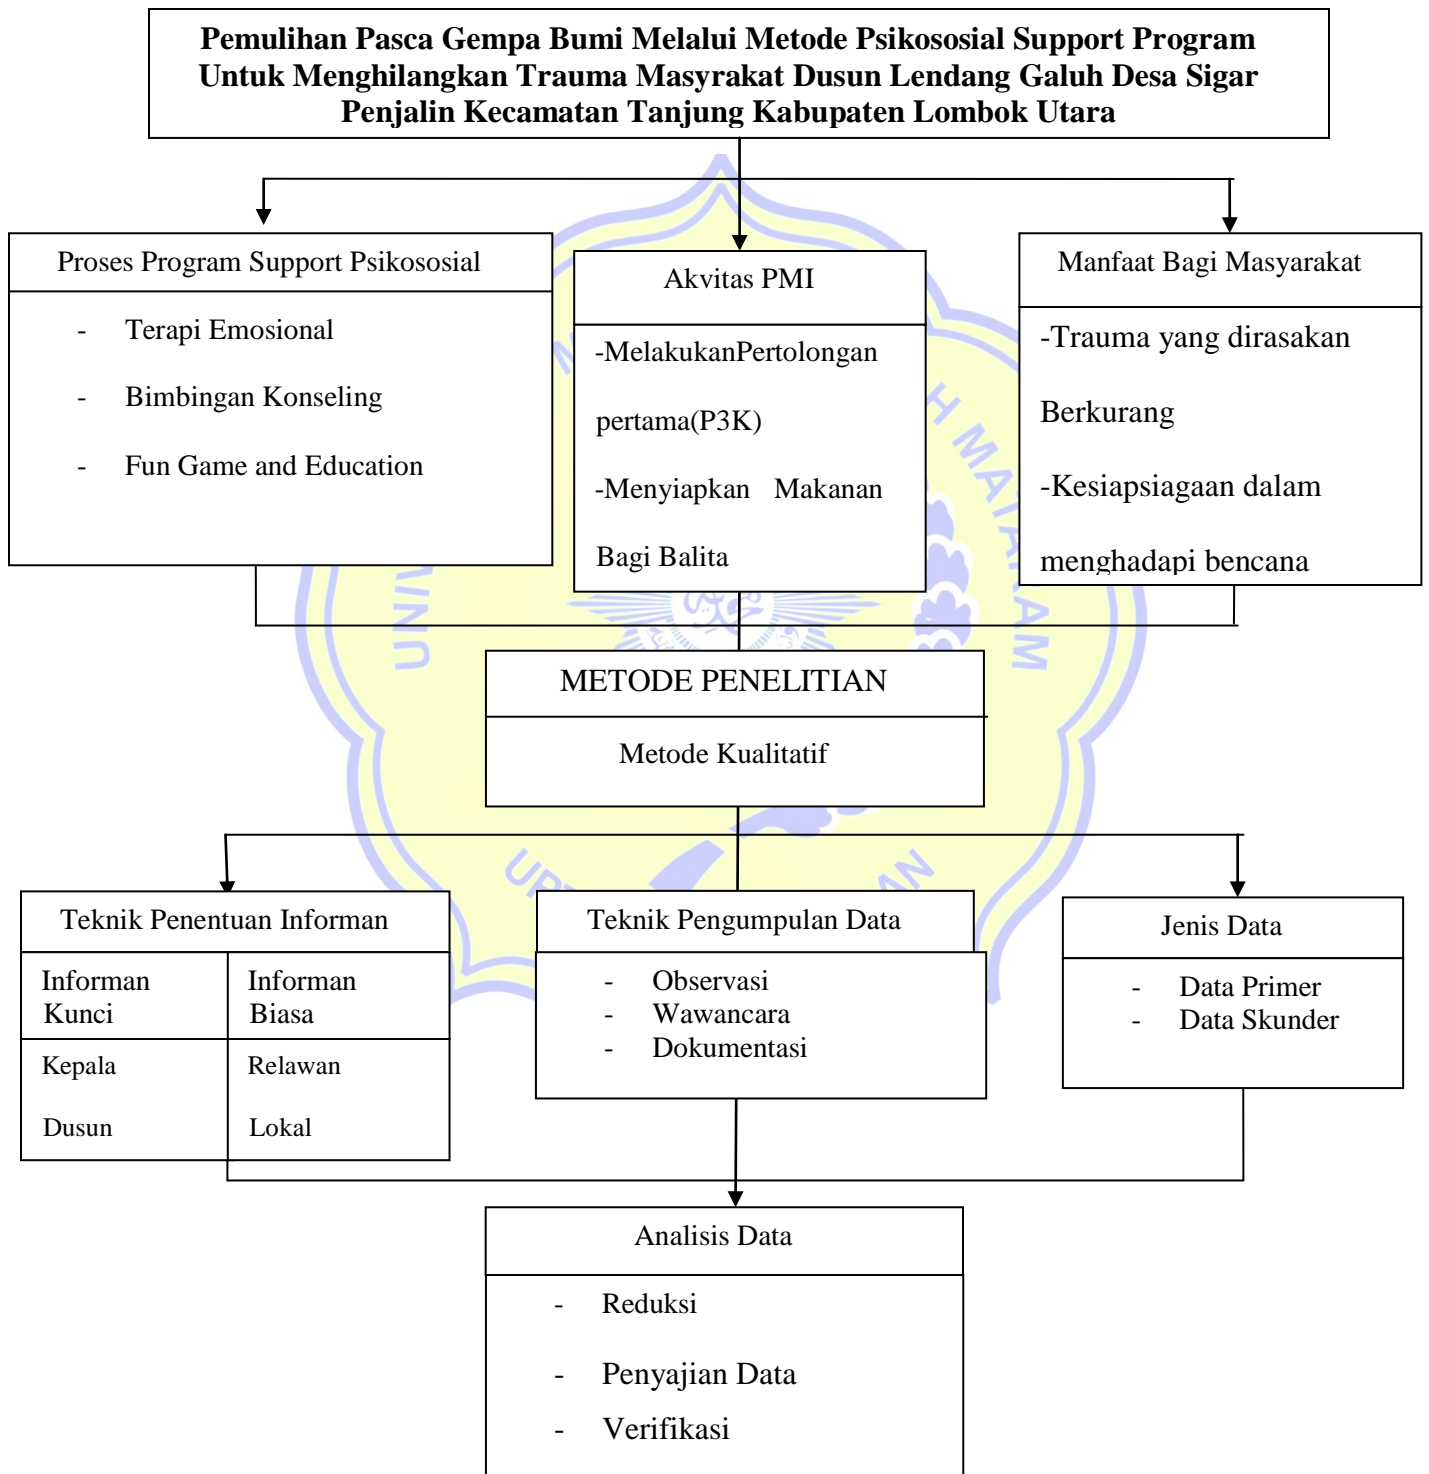 Pemulihan Pasca Gempa Bumi Melalui Metode Psikososial Support Program
Untuk Menghilangkan Trauma Masyrakat Dusun Lendang Galuh Desa Sigar
Penjalin Kecamatan Tanjung Kabupaten Lombok Utara
Proses Program Support Psikososial
- Terapi Emosional
- Bimbingan Konseling
- Fun Game and Education
Akvitas PMI
-MelakukanPertolongan
pertama(P3K)
-Menyiapkan Makanan
Bagi Balita
Manfaat Bagi Masyarakat
-Trauma yang dirasakan
Berkurang
-Kesiapsiagaan dalam
menghadapi bencana
METODE PENELITIAN
Metode Kualitatif
Teknik Penentuan Informan
Informan
Kunci
Informan
Biasa
Kepala
Dusun
Relawan
Lokal
Teknik Pengumpulan Data
- Observasi
- Wawancara
- Dokumentasi
Jenis Data
- Data Primer
- Data Skunder
Analisis Data
- Reduksi
- Penyajian Data
- Verifikasi